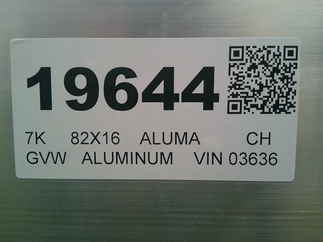 19644
7K 82X16 ALUMA CH
GVW ALUMINUM VIN 03636